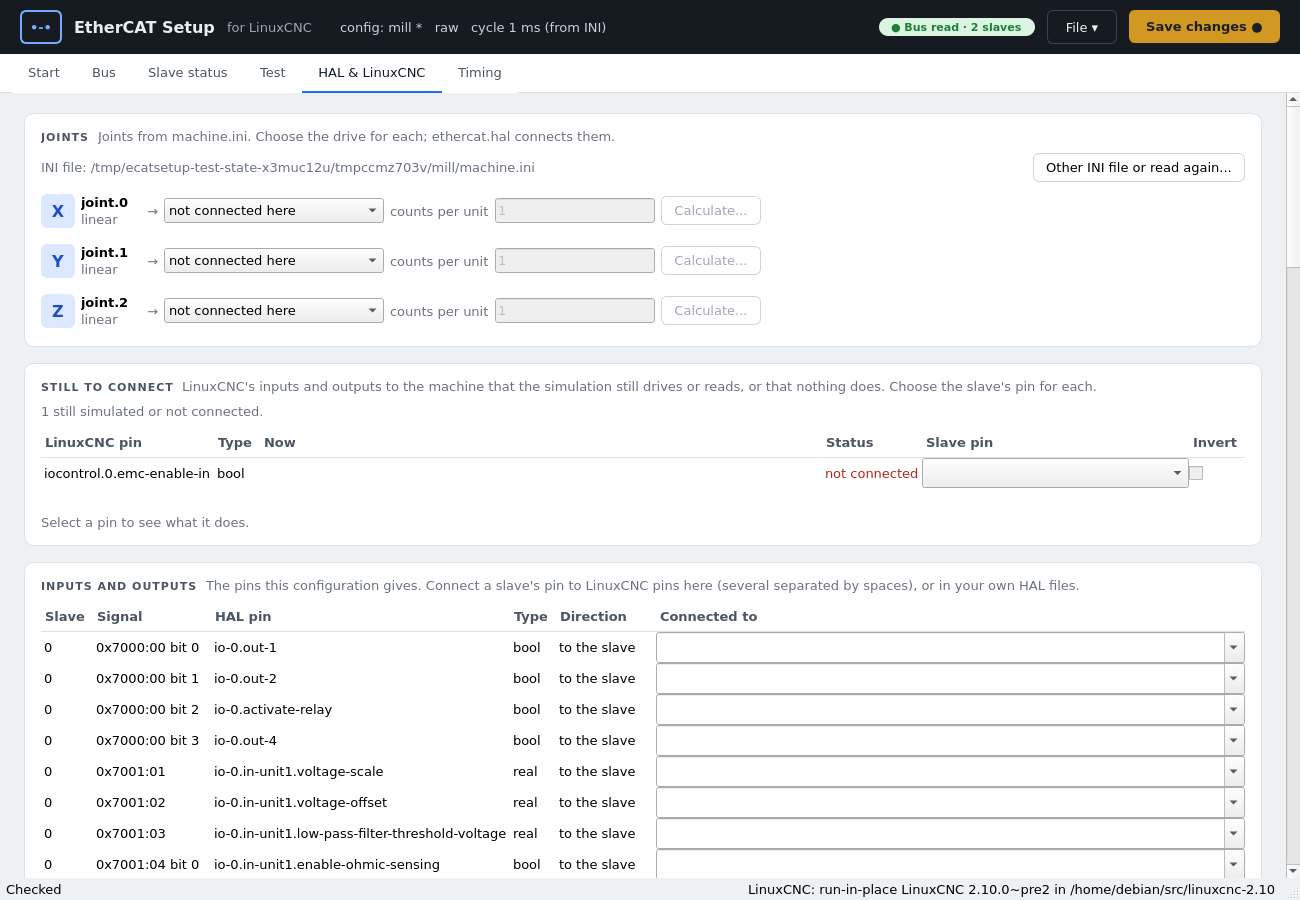 EtherCAT Setup for LinuxCNC config: mill * raw cycle 1 ms (from INI) ● Bus read · 2 slaves File ▾ Save changes ●
Start Bus Slave status Test HAL & LinuxCNC Timing
JOINTS Joints from machine.ini. Choose the drive for each; ethercat.hal connects them.
INI file: /tmp/ecatsetup-test-state-x3muc12u/tmpccmz703v/mill/machine.ini Other INI file or read again...
X joint.0 linear → not connected here counts per unit 1 Calculate...
Y joint.1 linear → not connected here counts per unit 1 Calculate...
Z joint.2 linear → not connected here counts per unit 1 Calculate...
STILL TO CONNECT LinuxCNC's inputs and outputs to the machine that the simulation still drives or reads, or that nothing does. Choose the slave's pin for each.
1 still simulated or not connected.
LinuxCNC pin Type Now Status Slave pin Invert
iocontrol.0.emc-enable-in bool not connected
Select a pin to see what it does.
INPUTS AND OUTPUTS The pins this configuration gives. Connect a slave's pin to LinuxCNC pins here (several separated by spaces), or in your own HAL files.
Slave Signal HAL pin Type Direction Connected to
0 0x7000:00 bit 0 io-0.out-1 bool to the slave
0 0x7000:00 bit 1 io-0.out-2 bool to the slave
0 0x7000:00 bit 2 io-0.activate-relay bool to the slave
0 0x7000:00 bit 3 io-0.out-4 bool to the slave
0 0x7001:01 io-0.in-unit1.voltage-scale real to the slave
0 0x7001:02 io-0.in-unit1.voltage-offset real to the slave
0 0x7001:03 io-0.in-unit1.low-pass-filter-threshold-voltage real to the slave
0 0x7001:04 bit 0 io-0.in-unit1.enable-ohmic-sensing bool to the slave
Checked LinuxCNC: run-in-place LinuxCNC 2.10.0~pre2 in /home/debian/src/linuxcnc-2.10